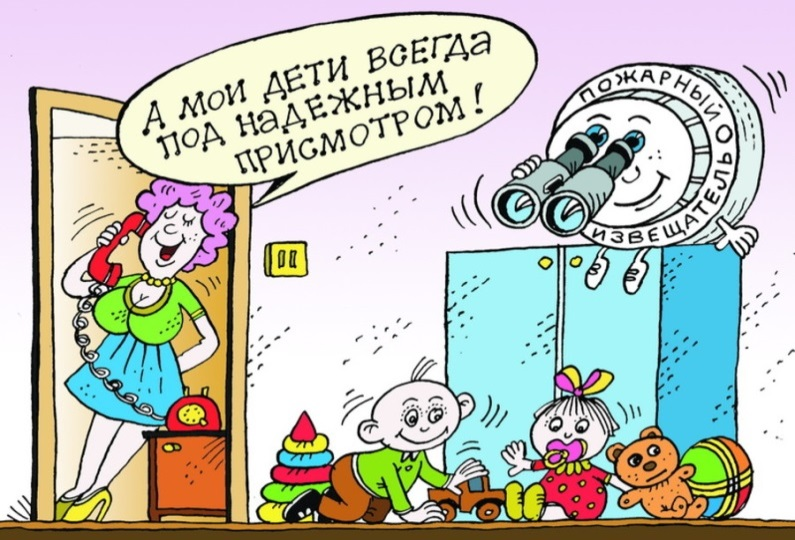 А МОИ ДЕТИ ВСЕГДА
ПОД НАДЕЖНЫМ
ПРИСМОТРОМ!
ПОЖАРНЫЙ
ИЗВЕЩАТЕЛЬ